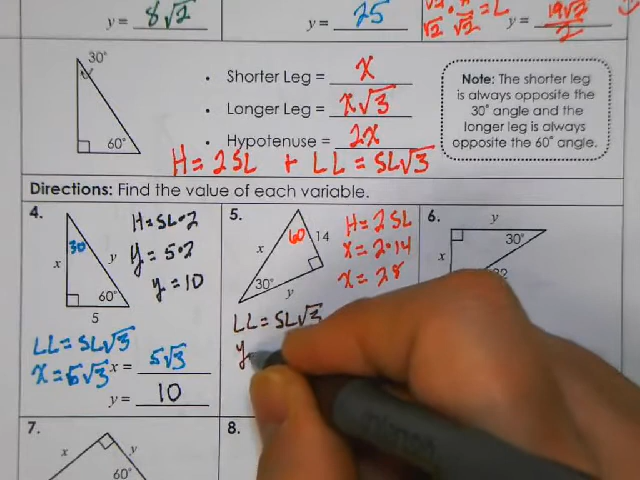 y = 8√2
y = 25
√2 √2 = L
y = 19√2/2
30°
60°
• Shorter Leg = x
• Longer Leg = x√3
• Hypotenuse = 2x
Note: The shorter leg
is always opposite the
30° angle and the
longer leg is always
opposite the 60° angle.
H = 2SL + LL = SL√3
Directions: Find the value of each variable.
4.
30
x
y
60°
5
H = SL·2
y = 5·2
y = 10
LL = SL√3
x = 5√3
x = 5√3
y = 10
5.
60
14
x
30°
y
H = 2SL
x = 2·14
x = 28
LL = SL√3
y
6.
y
30°
x
7.
x
y
60°
8.